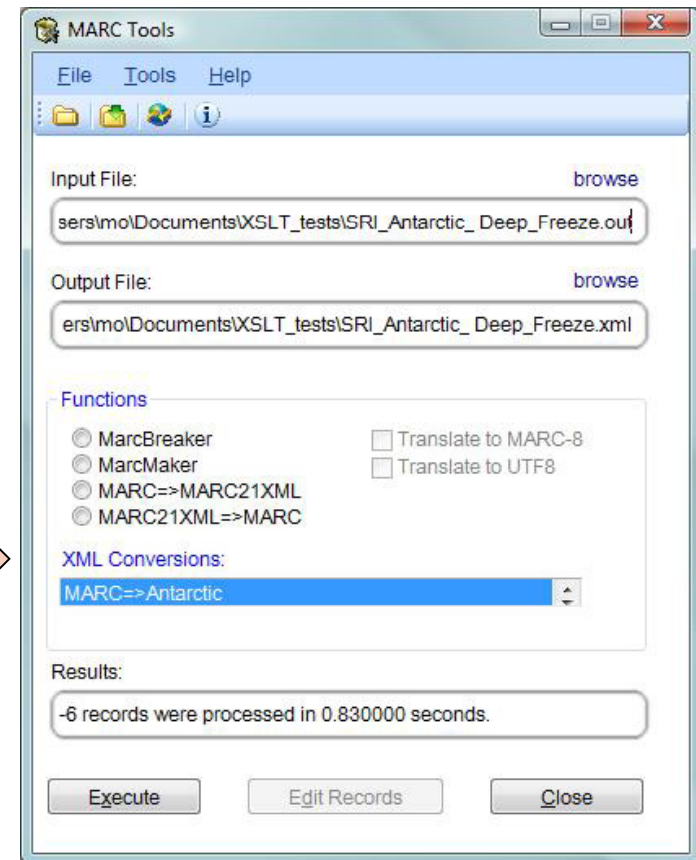 MARC Tools
File Tools Help
Input File: browse
sers\mo\Documents\XSLT_tests\SRI_Antarctic_ Deep_Freeze.out
Output File: browse
ers\mo\Documents\XSLT_tests\SRI_Antarctic_ Deep_Freeze.xml
Functions
MarcBreaker Translate to MARC-8
MarcMaker Translate to UTF8
MARC=>MARC21XML
MARC21XML=>MARC
XML Conversions:
MARC=>Antarctic
Results:
-6 records were processed in 0.830000 seconds.
Execute Edit Records Close